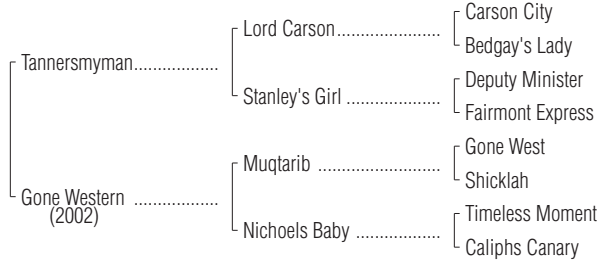 Carson City
Lord Carson...................
Bedgay's Lady
Tannersmyman.................
Deputy Minister
Stanley's Girl .................
Fairmont Express
Gone West
Muqtarib .......................
Shicklah
Gone Western .................
(2002)
Timeless Moment
Nichoels Baby .................
Caliphs Canary